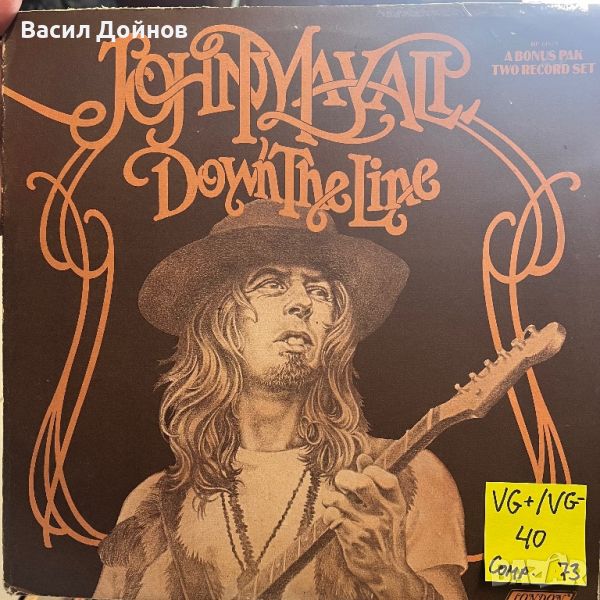 Васил Дойнов
JOHN MAYALL
A BONUS PAK
TWO RECORD SET
DOWN THE LINE
VG+/VG-
40
COMP. 73
LONDON